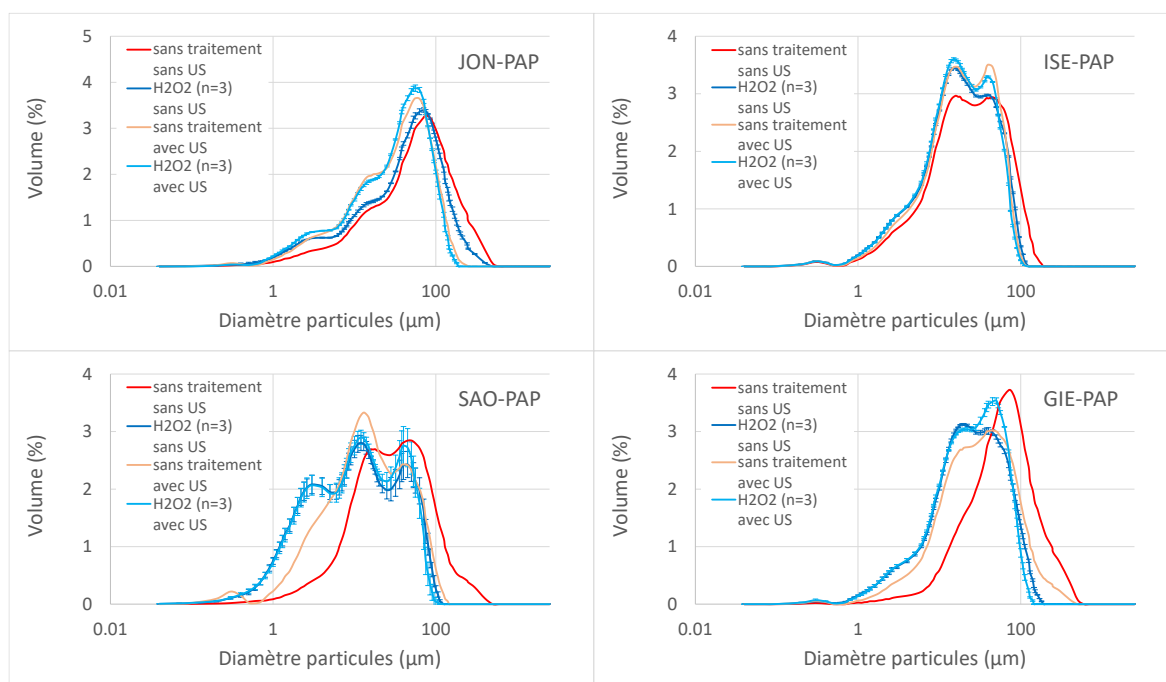 JON-PAP
5
4
3
2
1
0
Volume (%)
sans traitement
sans US
H2O2 (n=3)
sans US
sans traitement
avec US
H2O2 (n=3)
avec US
0.01
1
100
Diamètre particules (µm)
ISE-PAP
4
3
2
1
0
Volume (%)
sans traitement
sans US
H2O2 (n=3)
sans US
sans traitement
avec US
H2O2 (n=3)
avec US
0.01
1
100
Diamètre particules (µm)
SAO-PAP
4
3
2
1
0
Volume (%)
sans traitement
sans US
H2O2 (n=3)
sans US
sans traitement
avec US
H2O2 (n=3)
avec US
0.01
1
100
Diamètre particules (µm)
GIE-PAP
4
3
2
1
0
Volume (%)
sans traitement
sans US
H2O2 (n=3)
sans US
sans traitement
avec US
H2O2 (n=3)
avec US
0.01
1
100
Diamètre particules (µm)